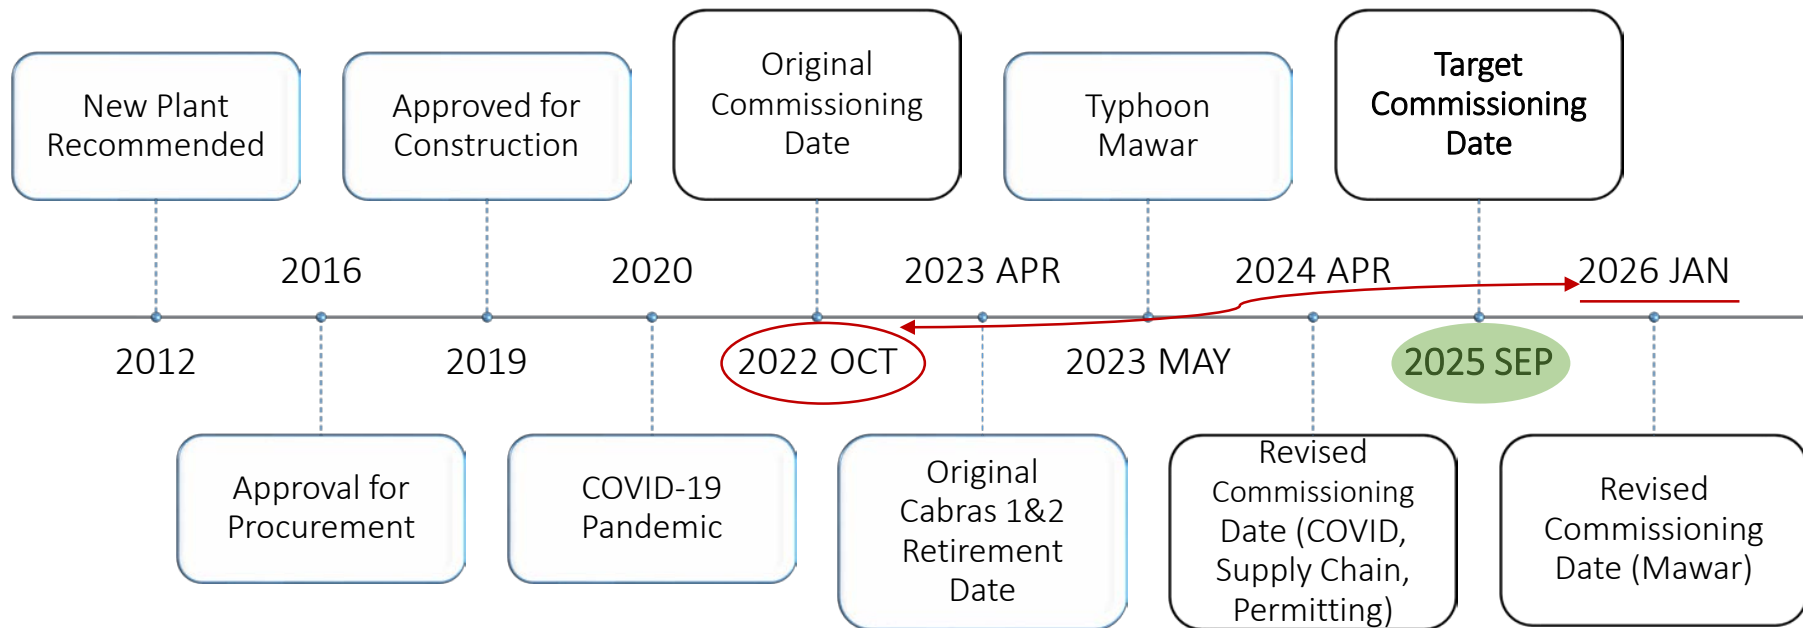 New Plant
Recommended
Approved for
Construction
Original
Commissioning
Date
Typhoon
Mawar
Target
Commissioning
Date
2016
2020
2023 APR
2024 APR
2026 JAN
2012
2019
2022 OCT
2023 MAY
2025 SEP
Approval for
Procurement
COVID-19
Pandemic
Original
Cabras 1&2
Retirement
Date
Revised
Commissioning
Date (COVID,
Supply Chain,
Permitting)
Revised
Commissioning
Date (Mawar)